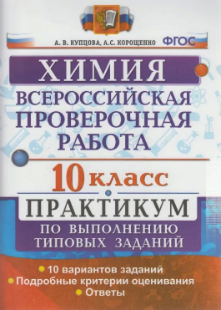 А. В. КУПЦОВА, А.С. КОРОЩЕНКО
ФГОС
ХИМИЯ
ВСЕРОССИЙСКАЯ
ПРОВЕРОЧНАЯ
РАБОТА
10 КЛАСС
ПРАКТИКУМ
ПО ВЫПОЛНЕНИЮ
ТИПОВЫХ ЗАДАНИЙ
• 10 вариантов заданий
• Подробные критерии оценивания
• Ответы